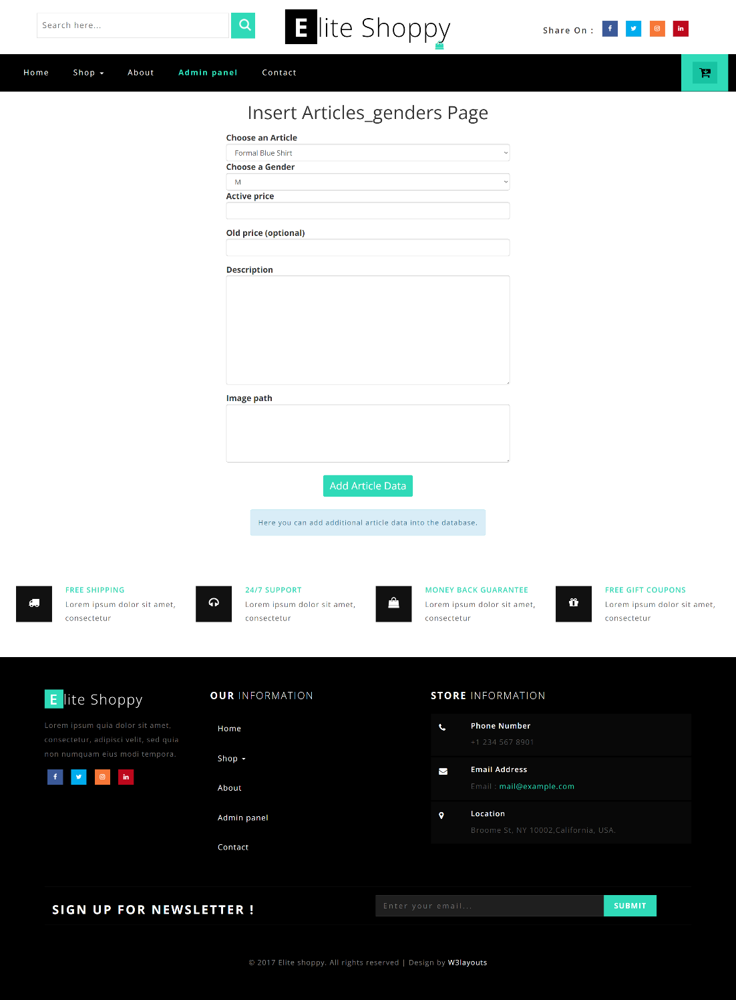 Search here...
Elite Shoppy
Share On :
Home Shop About Admin panel Contact
Insert Articles_genders Page
Choose an Article
Formal Blue Shirt
Choose a Gender
M
Active price
Old price (optional)
Description
Image path
Add Article Data
Here you can add additional article data into the database.
FREE SHIPPING
Lorem ipsum dolor sit amet,
consectetur
24/7 SUPPORT
Lorem ipsum dolor sit amet,
consectetur
MONEY BACK GUARANTEE
Lorem ipsum dolor sit amet,
consectetur
FREE GIFT COUPONS
Lorem ipsum dolor sit amet,
consectetur
Elite Shoppy
Lorem ipsum quia dolor sit amet,
consectetur, adipisci velit, sed quia
non numquam eius modi tempora.
OUR INFORMATION
Home
Shop
About
Admin panel
Contact
STORE INFORMATION
Phone Number
+1 234 567 8901
Email Address
Email : mail@example.com
Location
Broome St, NY 10002,California, USA.
SIGN UP FOR NEWSLETTER !
Enter your email...
SUBMIT
© 2017 Elite shoppy. All rights reserved | Design by W3layouts